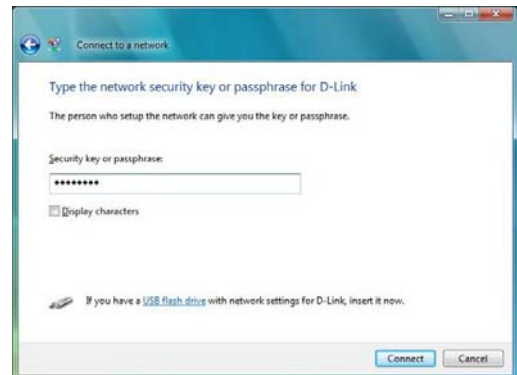 Connect to a network
Type the network security key or passphrase for D-Link
The person who setup the network can give you the key or passphrase.
Security key or passphrase:
••••••••
Display characters
If you have a USB flash drive with network settings for D-Link, insert it now.
Connect Cancel